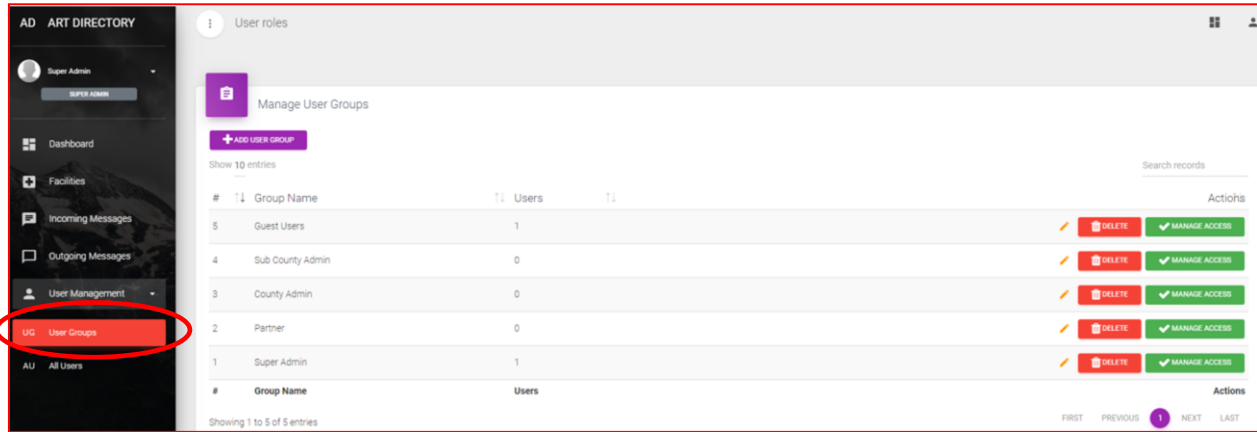 AD ART DIRECTORY
Super Admin
SUPER ADMIN
Dashboard
Facilities
Incoming Messages
Outgoing Messages
User Management
UG User Groups
AU All Users
User roles
Manage User Groups
ADD USER GROUP
Show 10 entries
Search records
# Group Name Users Actions
5 Guest Users 1 DELETE MANAGE ACCESS
4 Sub County Admin 0 DELETE MANAGE ACCESS
3 County Admin 0 DELETE MANAGE ACCESS
2 Partner 0 DELETE MANAGE ACCESS
1 Super Admin 1 DELETE MANAGE ACCESS
# Group Name Users Actions
Showing 1 to 5 of 5 entries
FIRST PREVIOUS 1 NEXT LAST